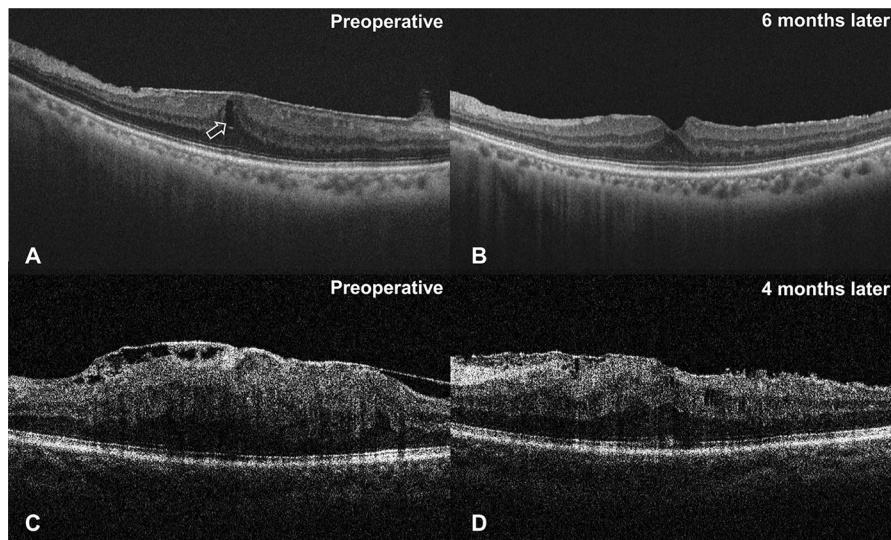 Preoperative
6 months later
A
B
Preoperative
4 months later
C
D